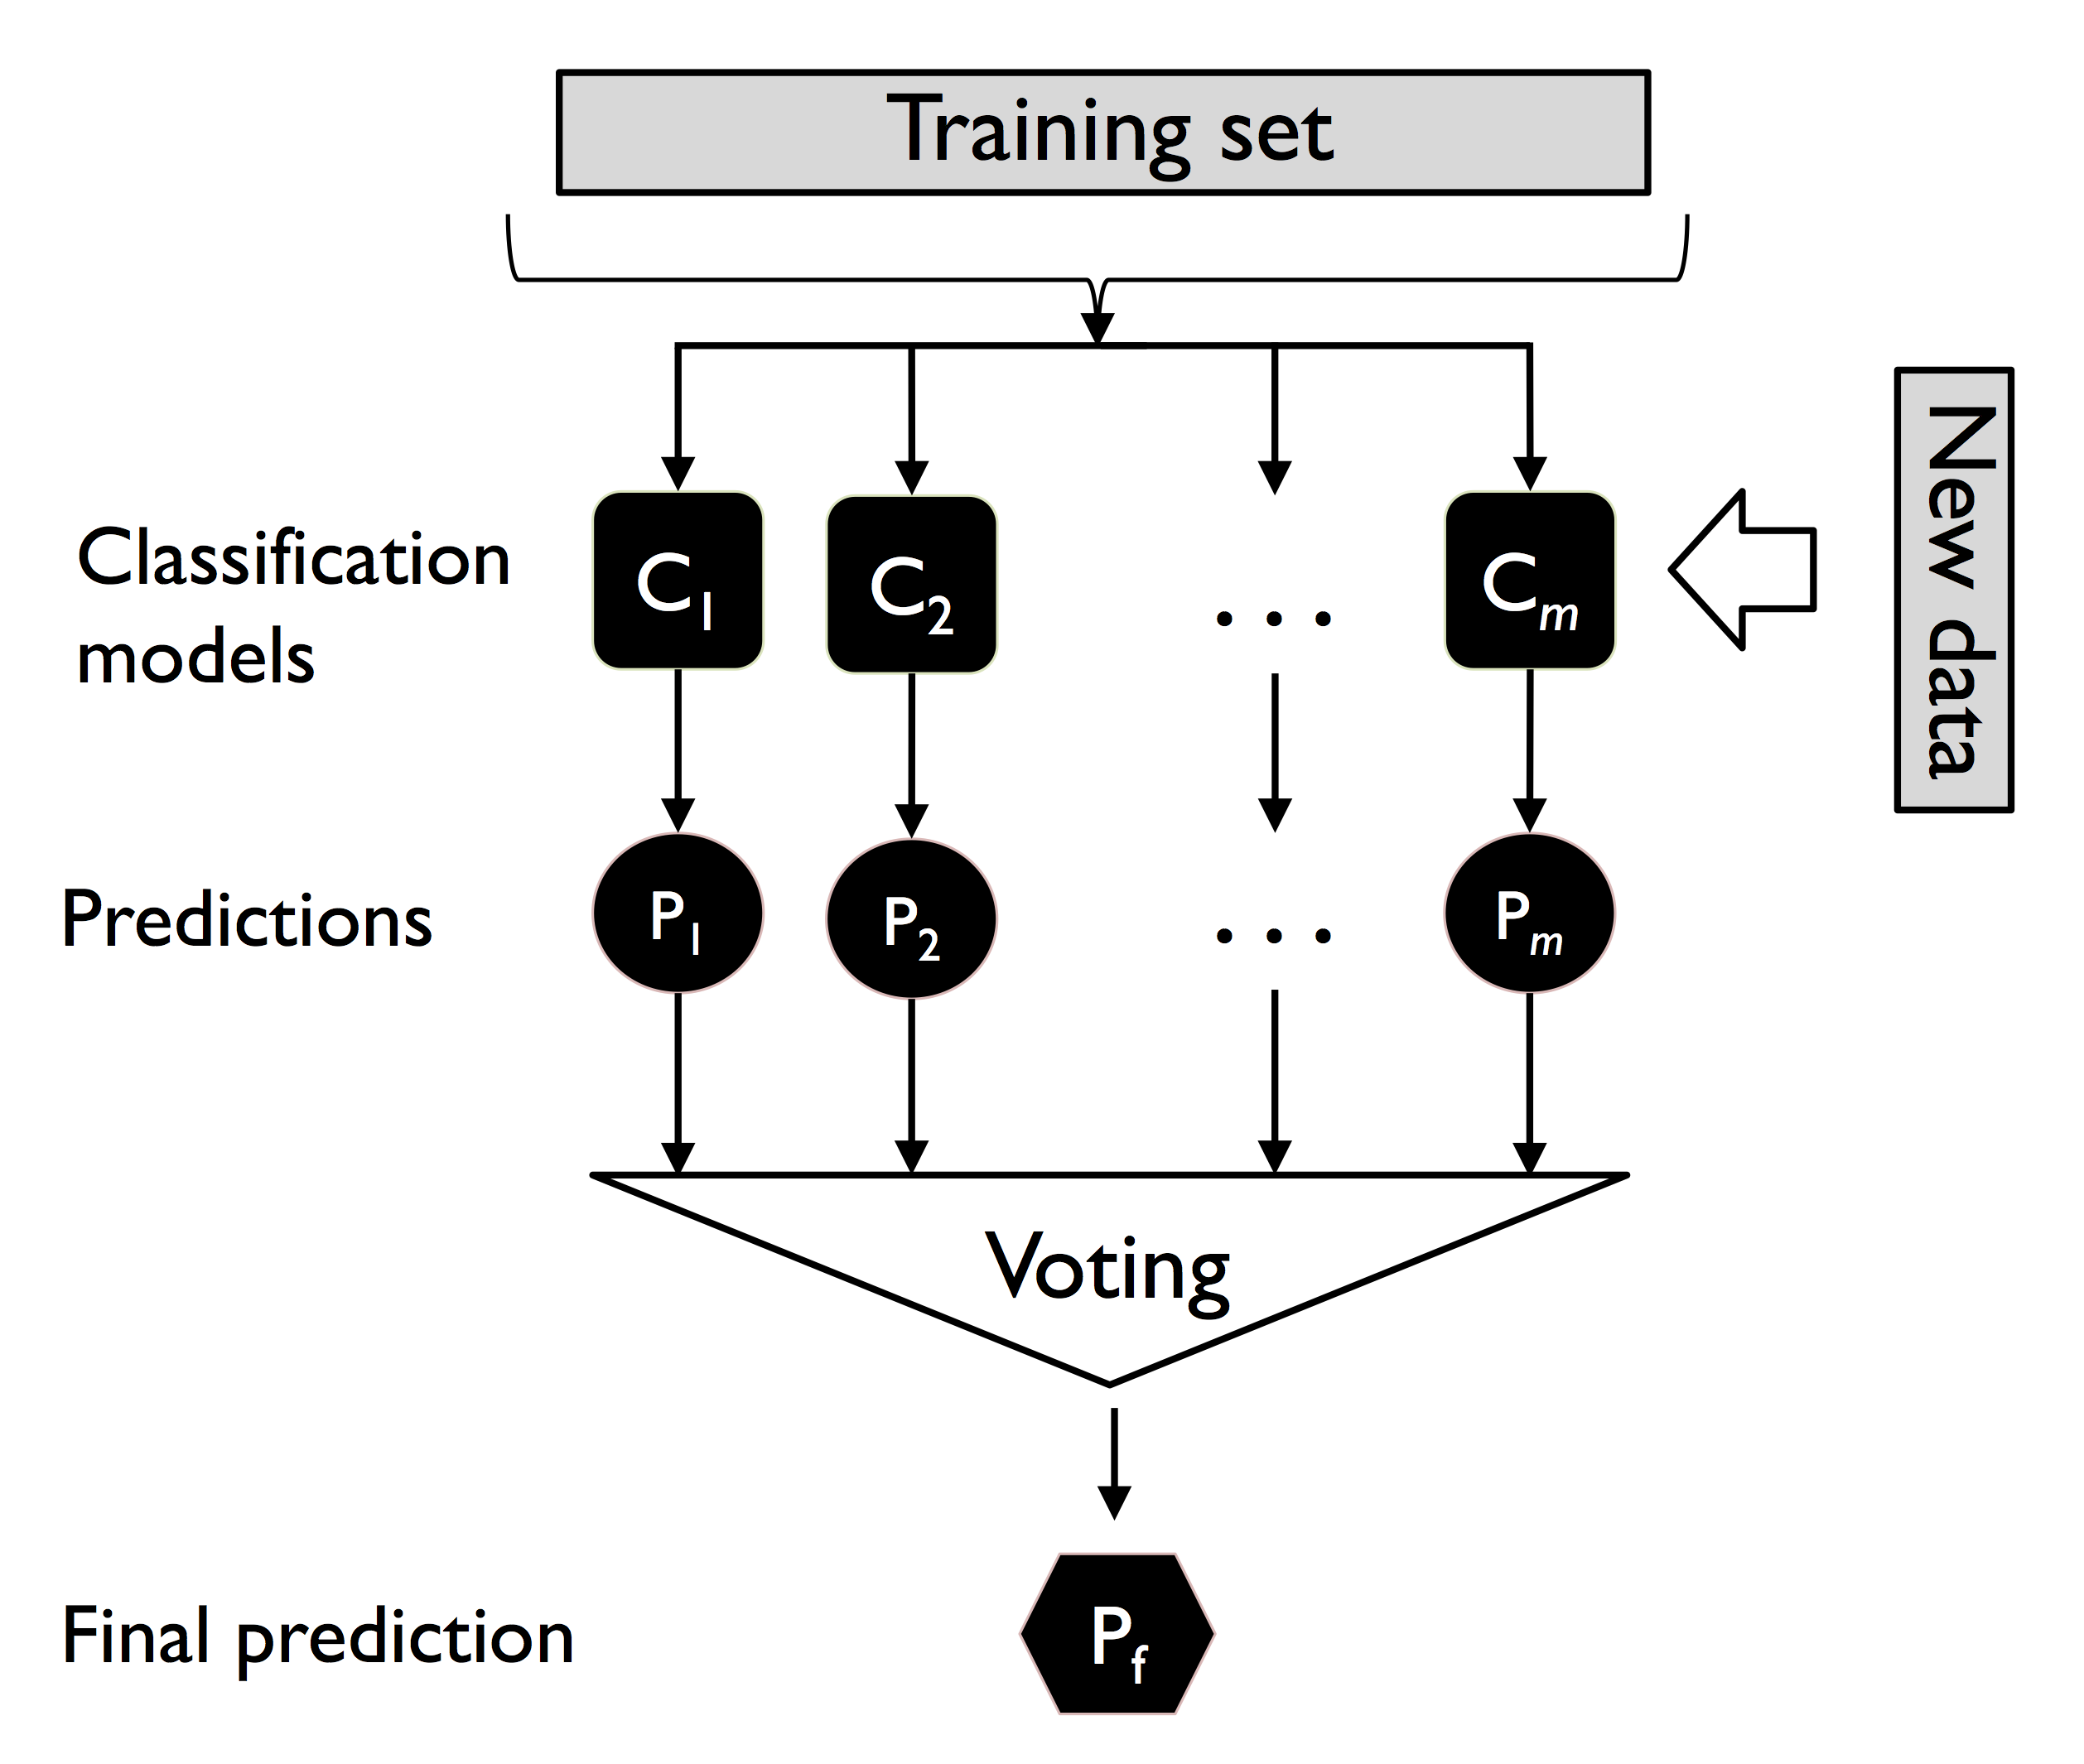 Training set
New data
Classification
models
C1
C2
. . .
Cm
Predictions
P1
P2
. . .
Pm
Voting
Final prediction
Pf